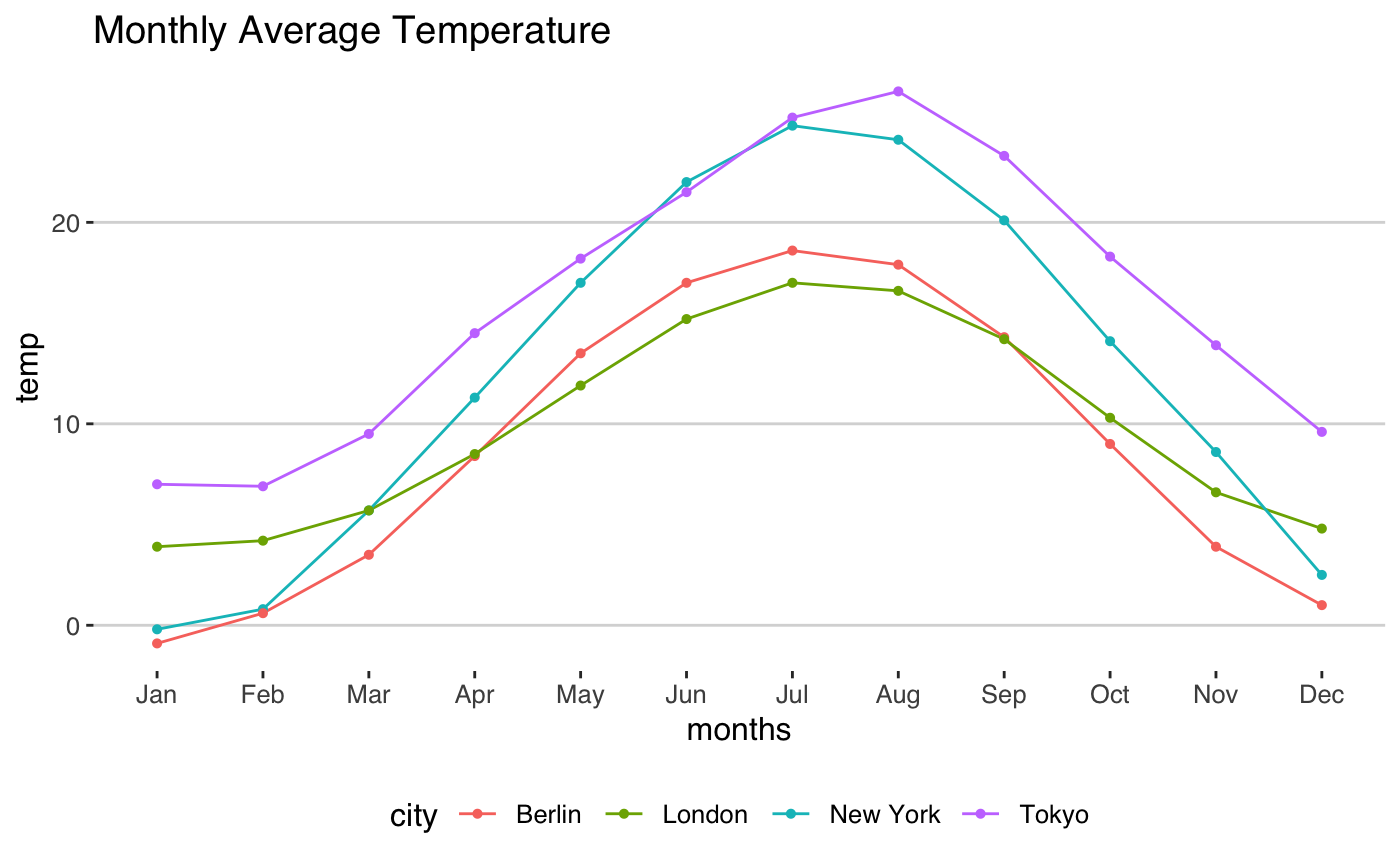 Monthly Average Temperature
20
10
0
temp
Jan Feb Mar Apr May Jun Jul Aug Sep Oct Nov Dec
months
city Berlin London New York Tokyo